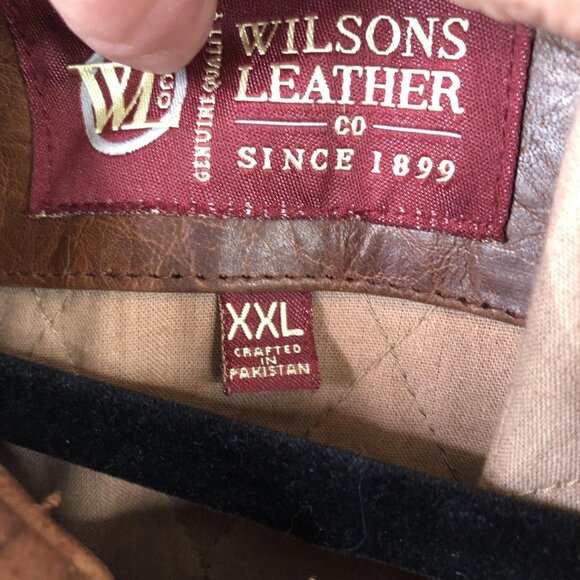 WL
CO
GENUINE QUALITY
WILSONS
LEATHER
CO
SINCE 1899
XXL
CRAFTED
IN
PAKISTAN